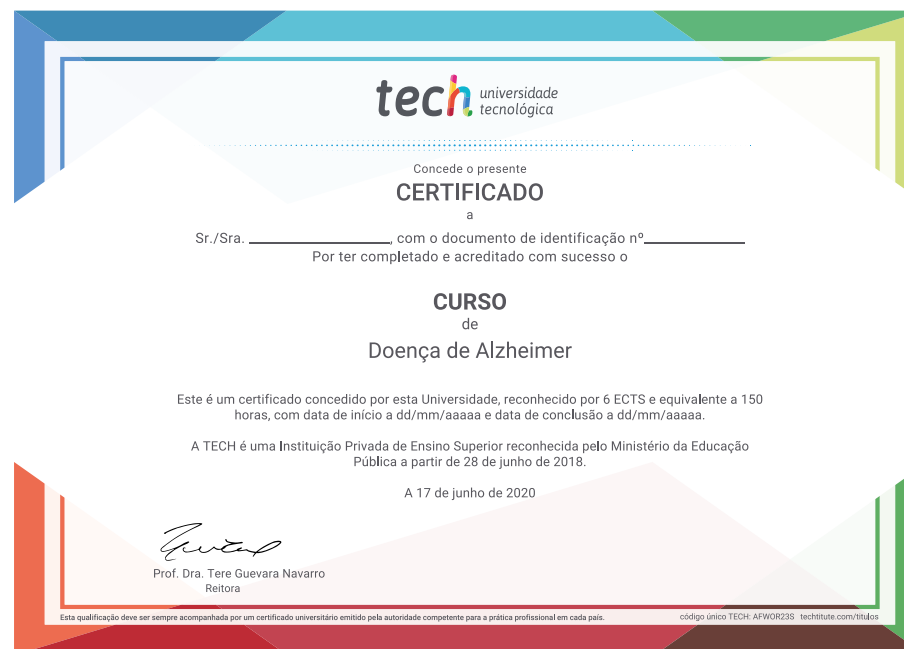 tech universidade
tecnológica
Concede o presente
CERTIFICADO
a
Sr./Sra. ____________, com o documento de identificação nº____________
Por ter completado e acreditado com sucesso o
CURSO
de
Doença de Alzheimer
Este é um certificado concedido por esta Universidade, reconhecido por 6 ECTS e equivalente a 150
horas, com data de início a dd/mm/aaaaa e data de conclusão a dd/mm/aaaaa.
A TECH é uma Instituição Privada de Ensino Superior reconhecida pelo Ministério da Educação
Pública a partir de 28 de junho de 2018.
A 17 de junho de 2020
Prof. Dra. Tere Guevara Navarro
Reitora
Esta qualificação deve ser sempre acompanhada por um certificado universitário emitido pela autoridade competente para a prática profissional em cada país.
código único TECH: AFWOR23S techtitute.com/titulos